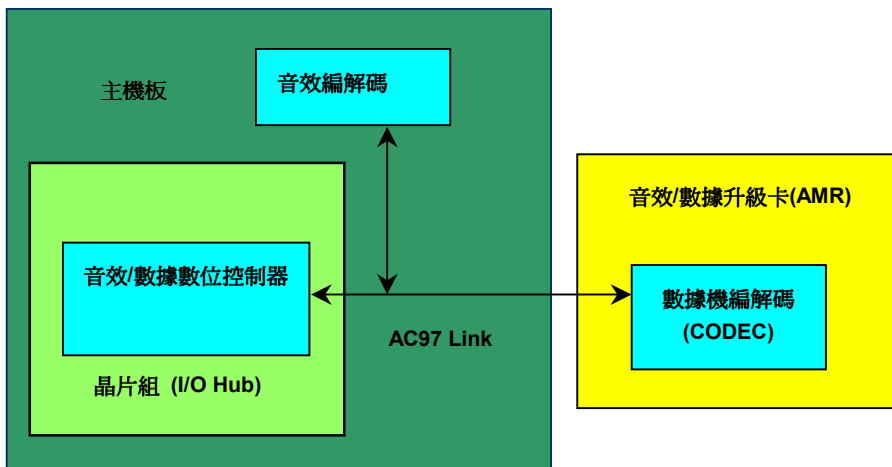 主機板
音效編解碼
音效/數據數位控制器
晶片組 (I/O Hub)
AC97 Link
音效/數據升級卡(AMR)
數據機編解碼
(CODEC)